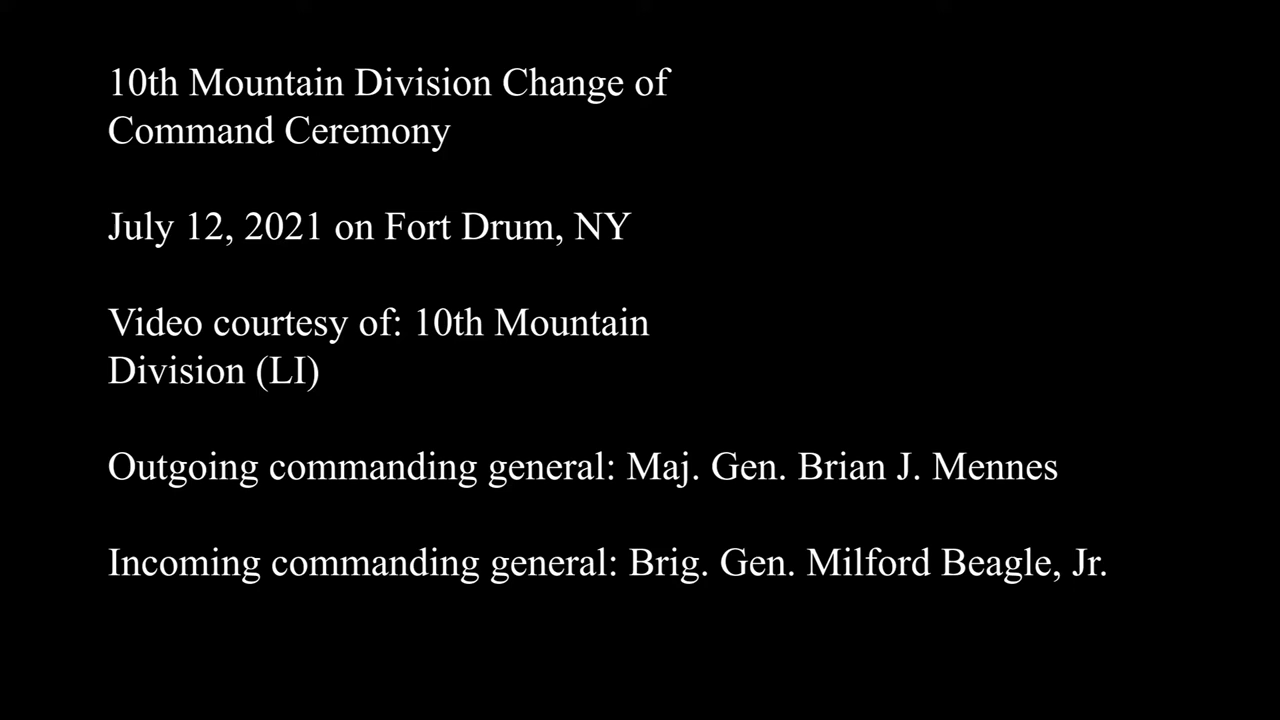 10th Mountain Division Change of
Command Ceremony
July 12, 2021 on Fort Drum, NY
Video courtesy of: 10th Mountain
Division (LI)
Outgoing commanding general: Maj. Gen. Brian J. Mennes
Incoming commanding general: Brig. Gen. Milford Beagle, Jr.